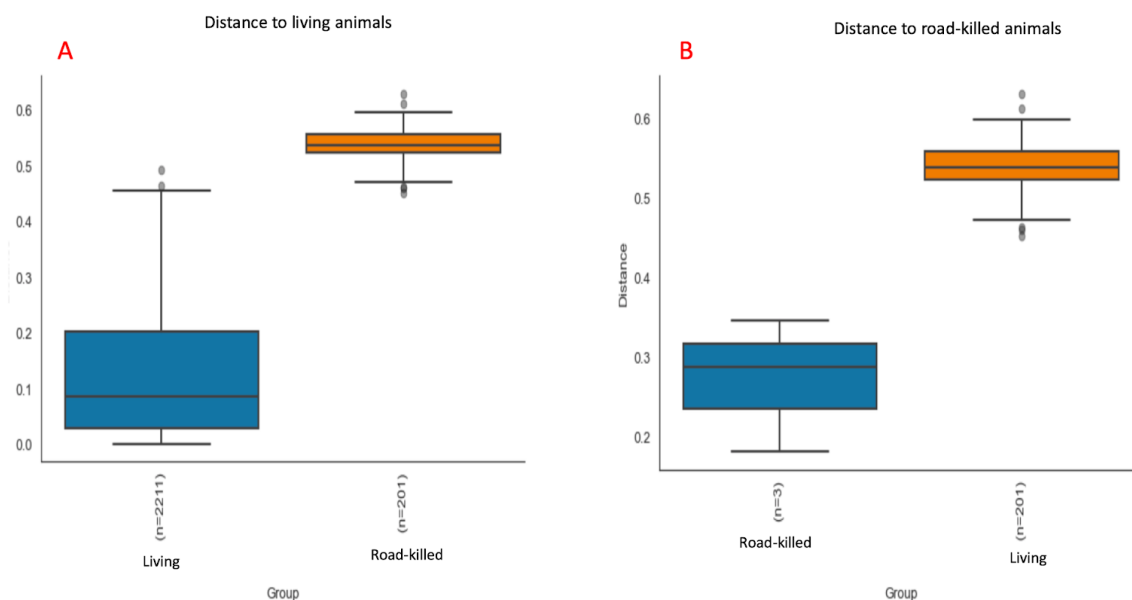 Distance to living animals
A
0.6
0.5
0.4
0.3
0.2
0.1
0.0
(n=2211)
(n=201)
Living
Road-killed
Group
Distance to road-killed animals
B
Distance
0.6
0.5
0.4
0.3
0.2
(n=3)
(n=201)
Road-killed
Living
Group